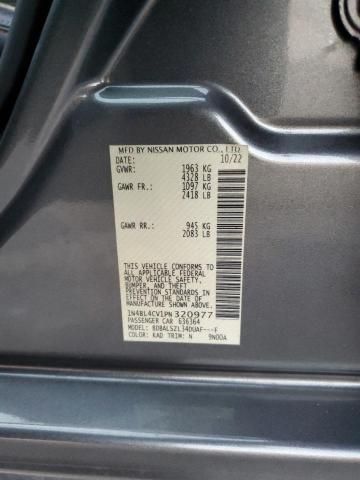 MFD BY NISSAN MOTOR CO., LTD.
DATE: 10/22
GVWR: 1963 KG
4328 LB
GAWR FR: 1097 KG
2418 LB
GAWR RR. 945 KG
2083 LB
THIS VEHICLE CONFORMS TO ALL
APPLICABLE FEDERAL MOTOR VEHICLE SAFETY,
BUMPER, AND THEFT PREVENTION
STANDARDS IN EFFECT ON THE DATE OF
MANUFACTURE SHOWN ABOVE.
1N4BL4CV1PN320977
PASSENGER CAR 636364
MODEL: BDBALSZL34DUAF---F
COLOR: KAD TRIM: N 9N00A